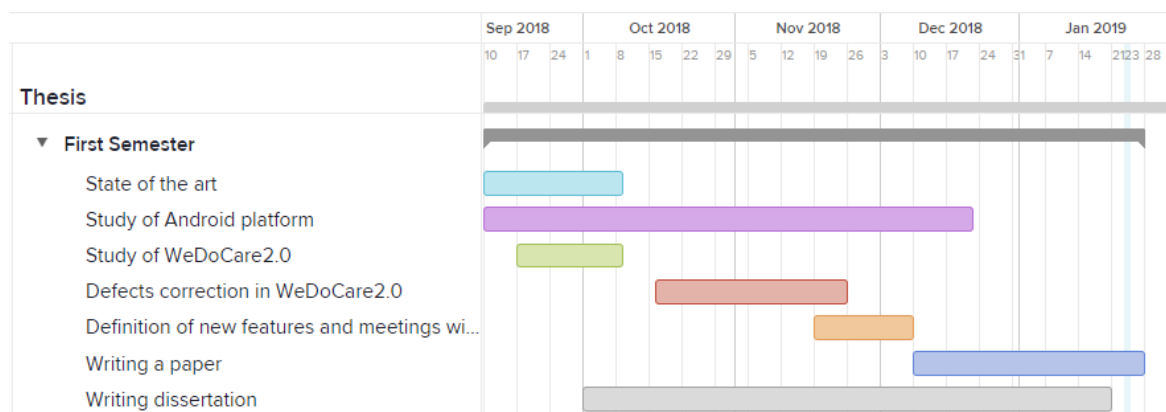 Sep 2018 Oct 2018 Nov 2018 Dec 2018 Jan 2019
10 17 24 1 8 15 22 29 5 12 19 26 3 10 17 24 31 7 14 21 23 28
Thesis
First Semester
State of the art
Study of Android platform
Study of WeDoCare2.0
Defects correction in WeDoCare2.0
Definition of new features and meetings wi...
Writing a paper
Writing dissertation